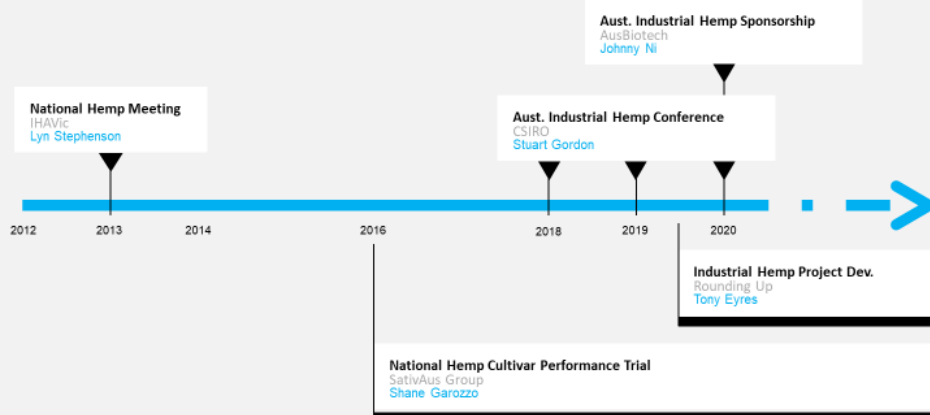 Aust. Industrial Hemp Sponsorship
AusBiotech
Johnny Ni
National Hemp Meeting
IHAVic
Lyn Stephenson
Aust. Industrial Hemp Conference
CSIRO
Stuart Gordon
2012 2013 2014 2016 2018 2019 2020
Industrial Hemp Project Dev.
Rounding Up
Tony Eyres
National Hemp Cultivar Performance Trial
SativAus Group
Shane Garozzo